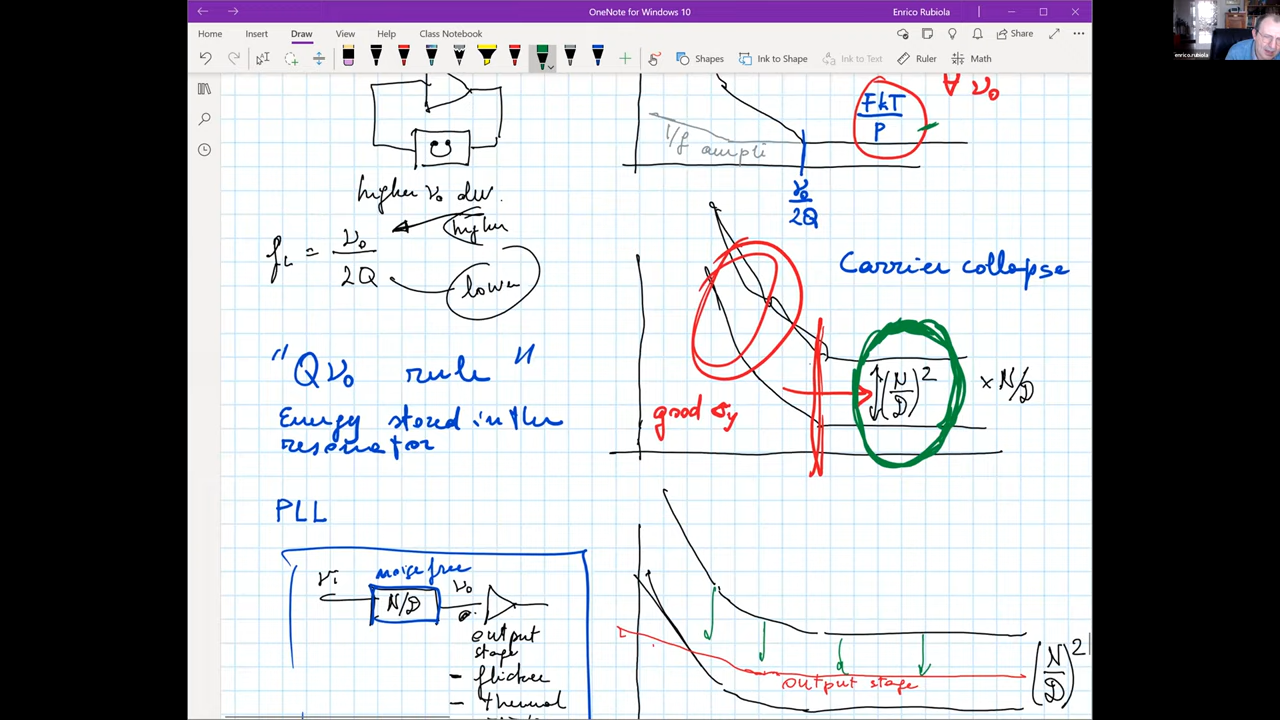 OneNote for Windows 10
Enrico Rubiola
Home Insert Draw View Class Notebook
Share
Shapes Ink to Shape Ink to Text Ruler Math
enrico.rubiola
∀ ν₀
FkT
P
1/f ampli
ν₀
2Q
higher ν₀
higher
f_L = ν₀
2Q
lower
Carrier collapse
"Qν₀ rule"
Energy stored in the
resonator
good σy
(N/D)² × N/D
PLL
noise free
νi N/D ν₀
output
stage
- flicker
- thermal
output stage
(N/D)²